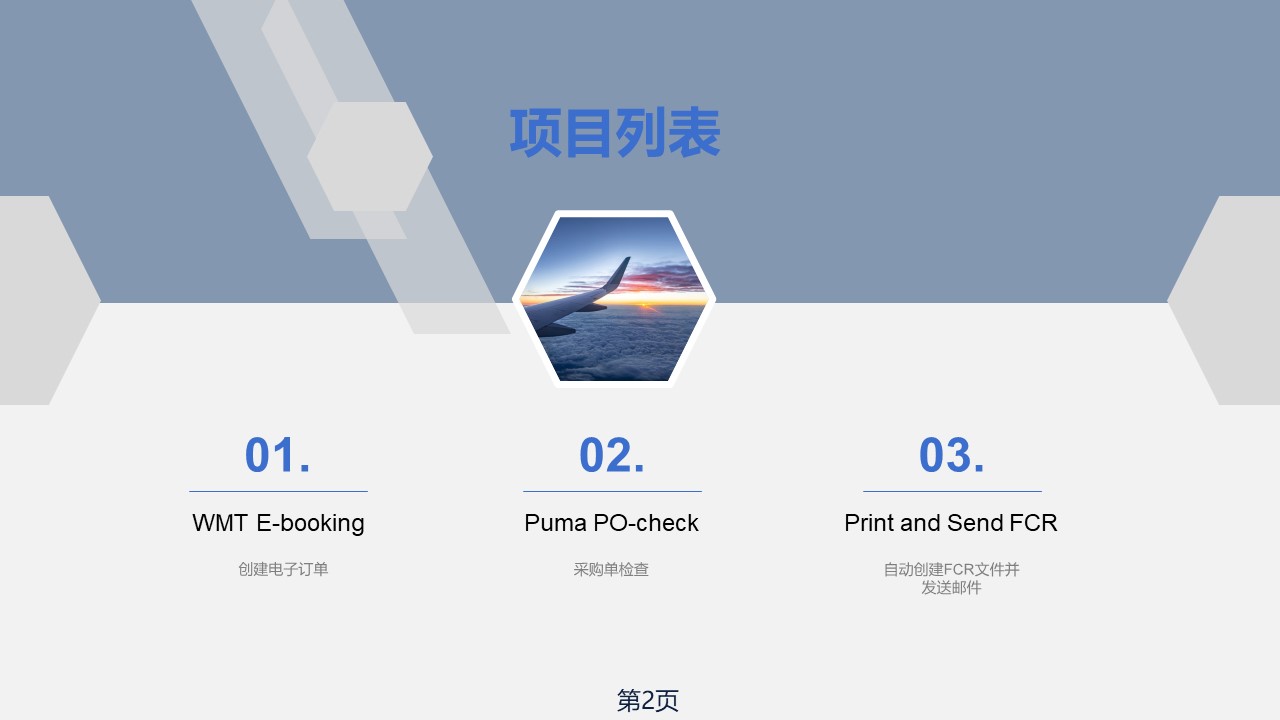 项目列表
01.
WMT E-booking
创建电子订单
02.
Puma PO-check
采购单检查
03.
Print and Send FCR
自动创建FCR文件并
发送邮件
第2页